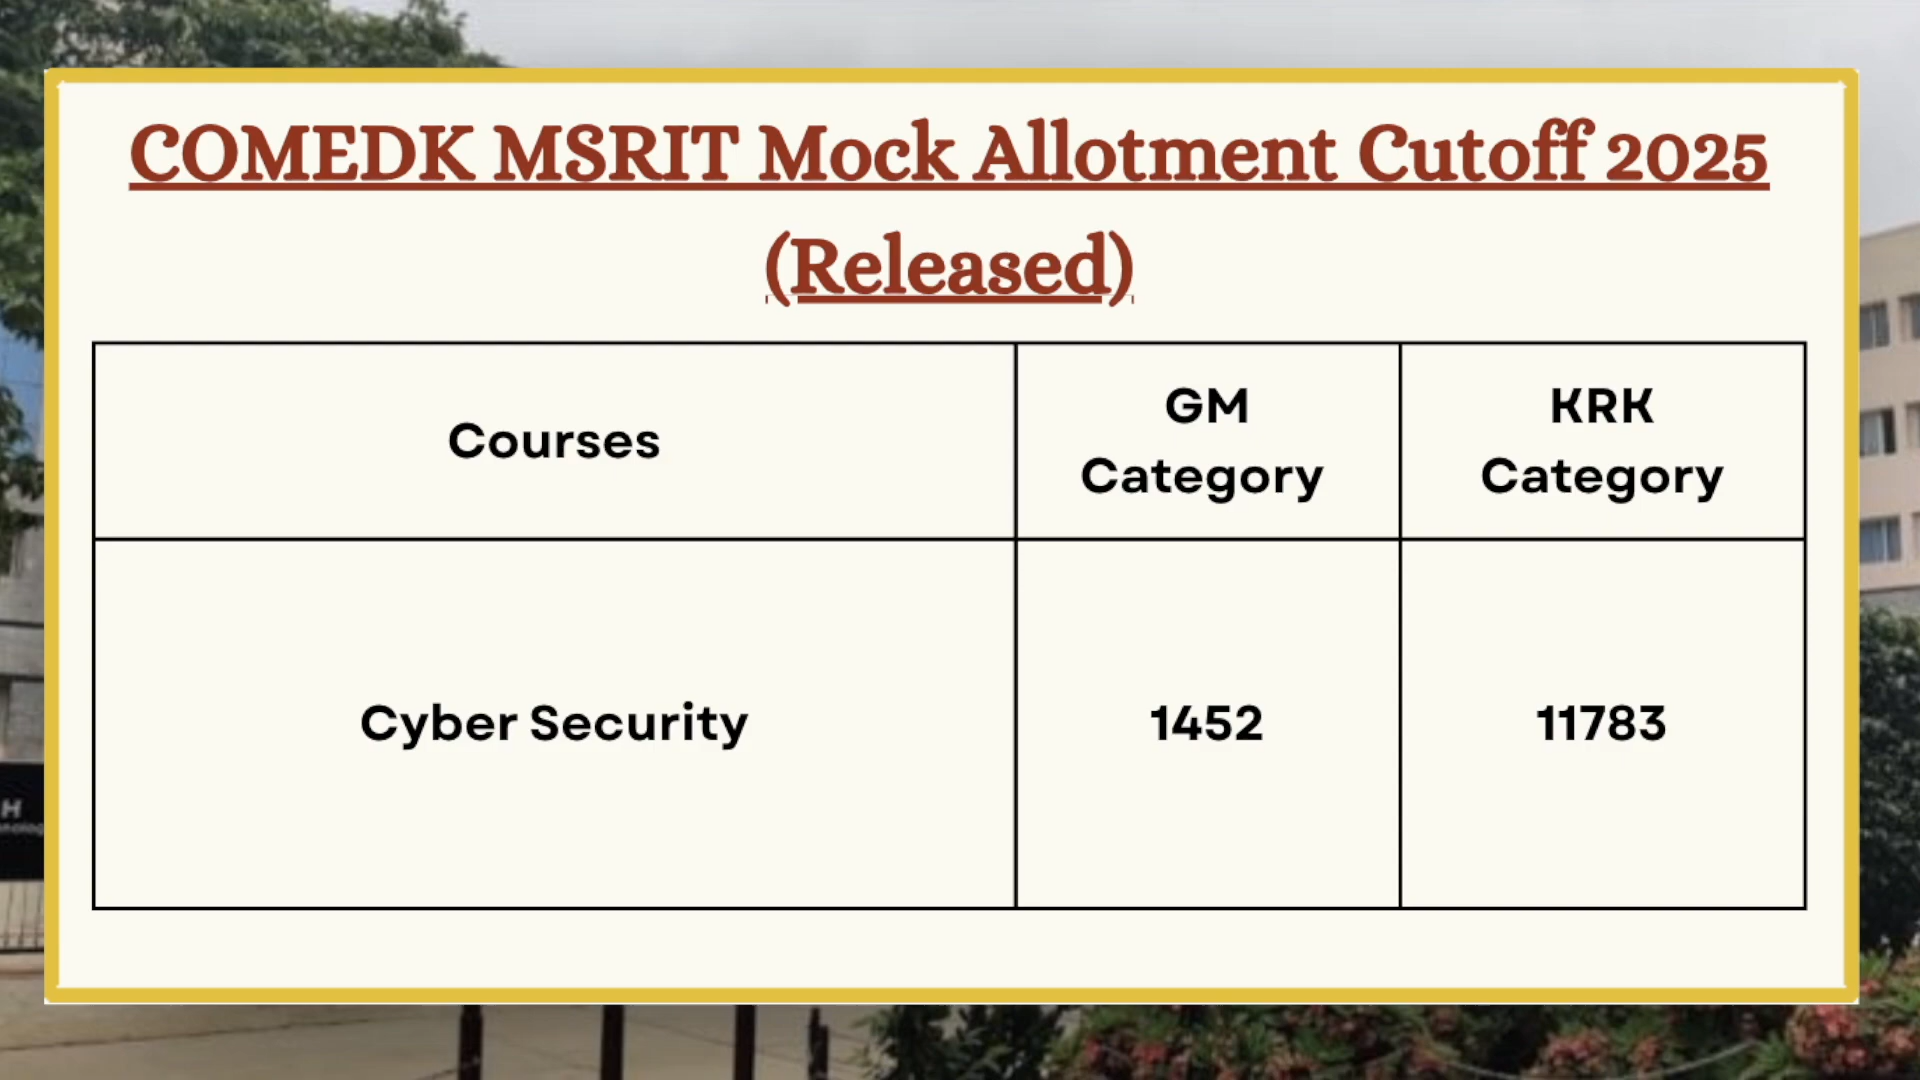 COMEDK MSRIT Mock Allotment Cutoff 2025
(Released)
Courses
GM
Category
KRK
Category
Cyber Security
1452
11783
H